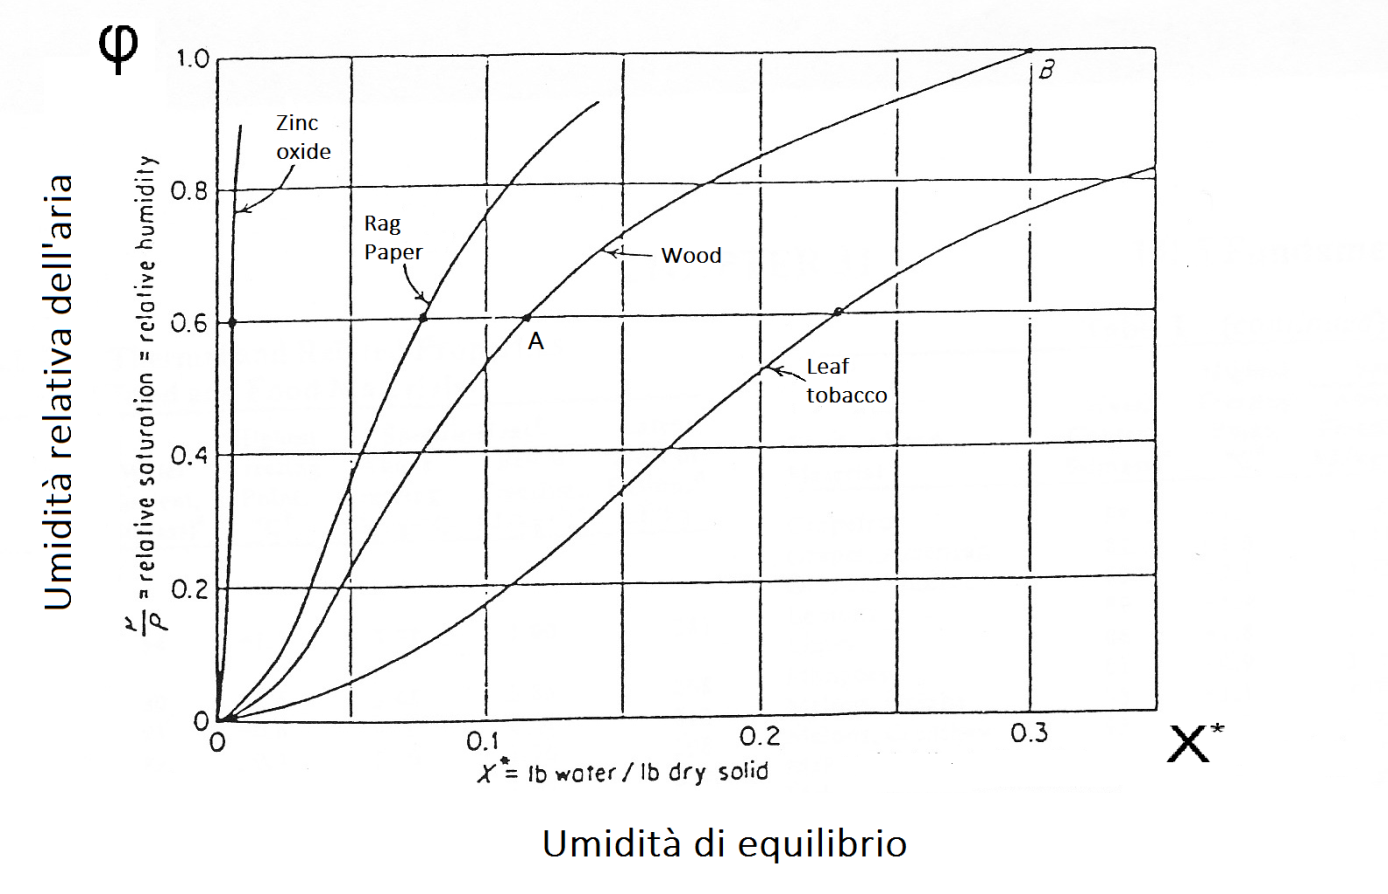 φ
1.0
Zinc
oxide
0.8
Rag
Paper
Wood
B
0.6
A
Leaf
tobacco
0.4
0.2
0
Umidità relativa dell'aria
= relative saturation = relative humidity
0
0.1
0.2
0.3
X*
X* = lb water / lb dry solid
Umidità di equilibrio